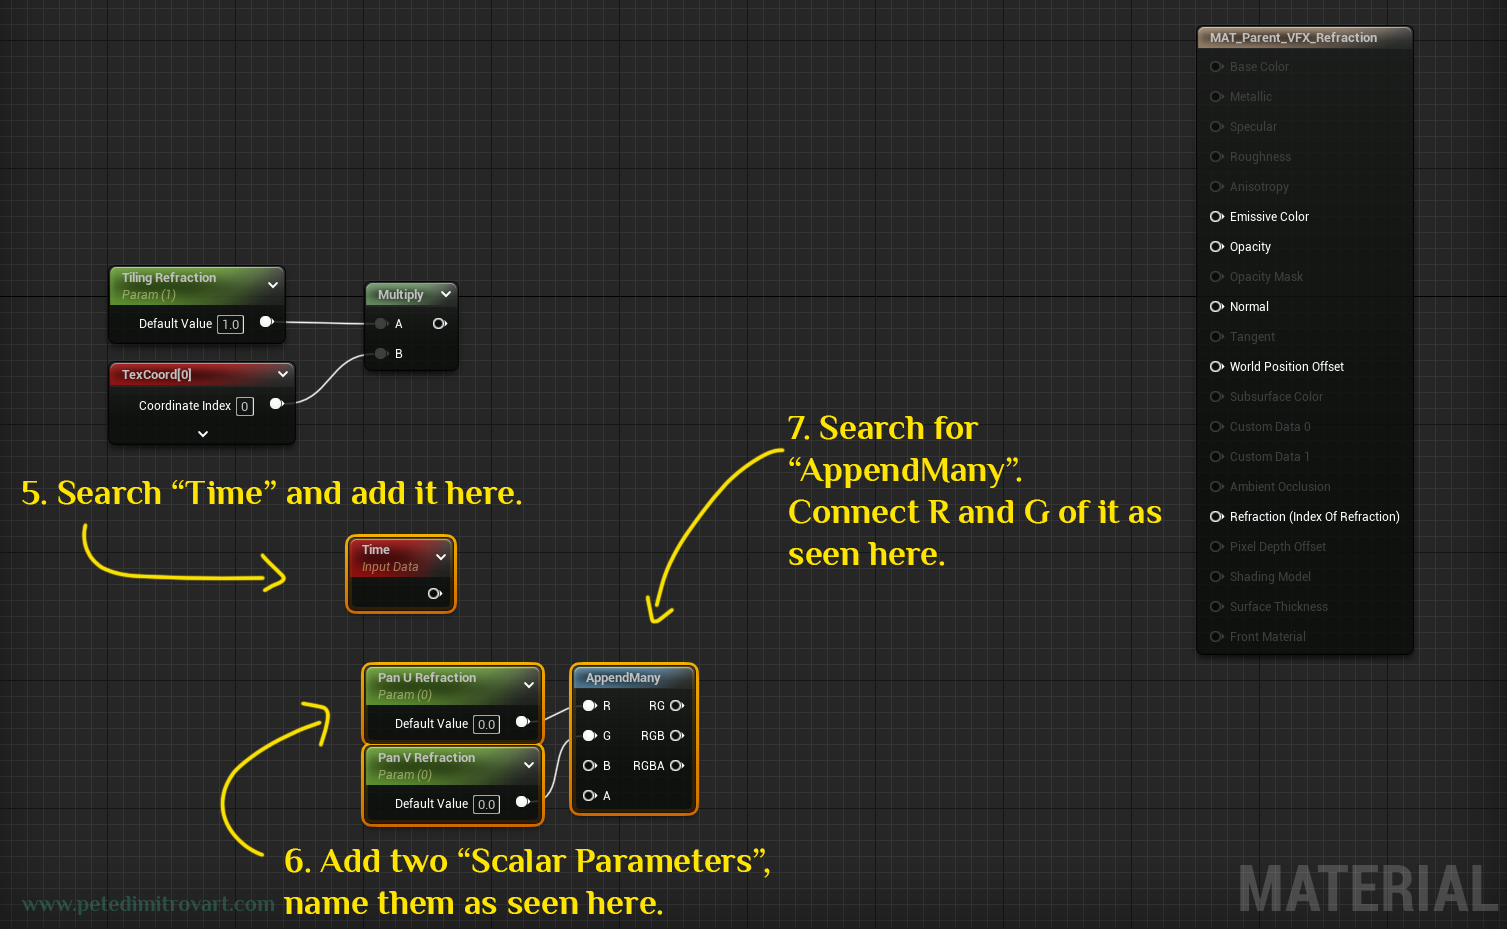 MAT_Parent_VFX_Refraction
Base Color
Metallic
Specular
Roughness
Anisotropy
Emissive Color
Opacity
Opacity Mask
Normal
Tangent
World Position Offset
Subsurface Color
Custom Data 0
Custom Data 1
Ambient Occlusion
Refraction (Index Of Refraction)
Pixel Depth Offset
Shading Model
Surface Thickness
Front Material
Tiling Refraction
Param (1)
Default Value 1.0
Multiply
A
B
TexCoord[0]
Coordinate Index 0
5. Search “Time” and add it here.
Time
Input Data
7. Search for
“AppendMany”.
Connect R and G of it as
seen here.
Pan U Refraction
Param (0)
Default Value 0.0
Pan V Refraction
Param (0)
Default Value 0.0
AppendMany
R RG
G RGB
B RGBA
A
6. Add two “Scalar Parameters”,
name them as seen here.
www.petedimitrovart.com
MATERIAL